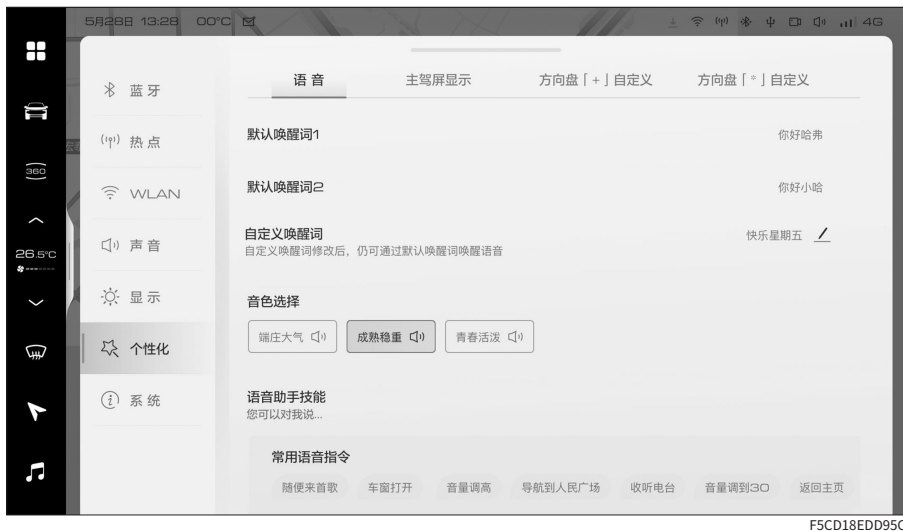 5月28日 13:28 00°C 4G
语音 主驾屏显示 方向盘「+」自定义 方向盘「*」自定义
蓝牙
默认唤醒词1 你好哈弗
热点
360
默认唤醒词2 你好小哈
WLAN
自定义唤醒词 快乐星期五
自定义唤醒词修改后，仍可通过默认唤醒词唤醒语音
声音
26.5°C
显示
音色选择
端庄大气 成熟稳重 青春活泼
个性化
语音助手技能
系统
您可以对我说...
常用语音指令
随便来首歌 车窗打开 音量调高 导航到人民广场 收听电台 音量调到30 返回主页
F5CD18EDD95C